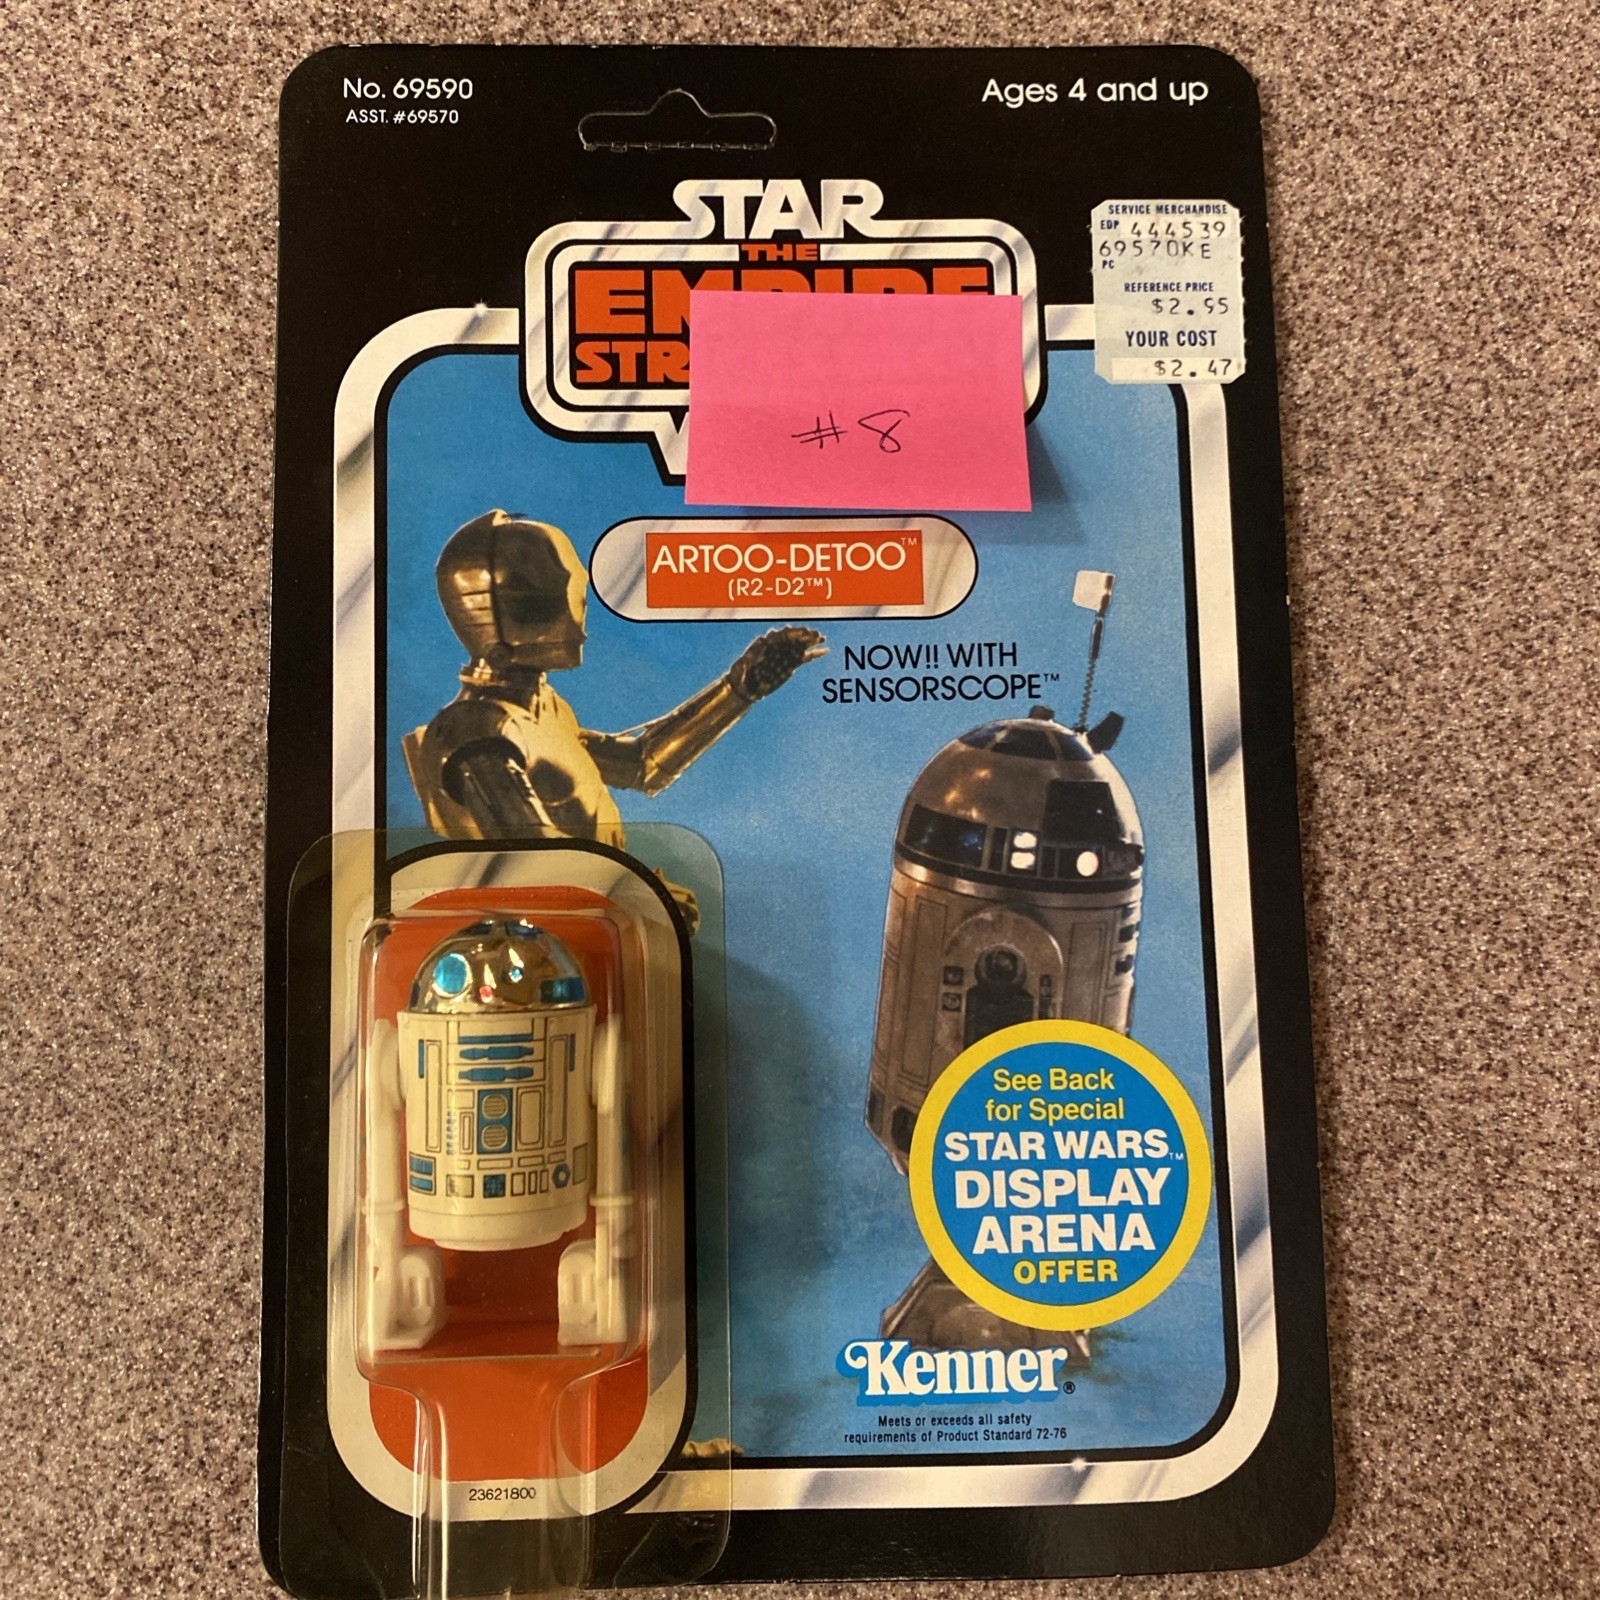 No. 69590
ASST. #69570
Ages 4 and up
STAR
THE
EMPIRE
STR
W
#8
SERVICE MERCHANDISE
EDP 444539
69570KE
PC
REFERENCE PRICE
$2.95
YOUR COST
$2.47
ARTOO-DETOO™
(R2-D2™)
NOW!! WITH
SENSORSCOPE™
See Back
for Special
STAR WARS™
DISPLAY
ARENA
OFFER
Kenner®
Meets or exceeds all safety
requirements of Product Standard 72-76
23621800